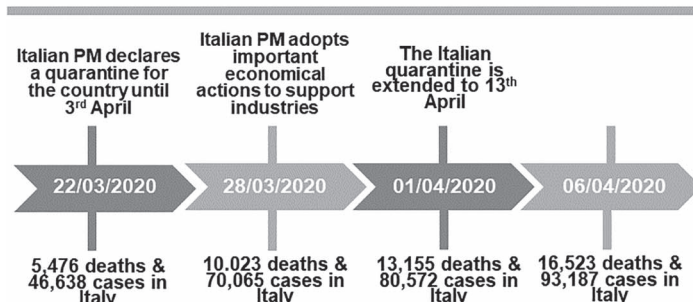 Italian PM declares
a quarantine for
the country until
3rd April
Italian PM adopts
important
economical
actions to support
industries
The Italian
quarantine is
extended to 13th
April
22/03/2020
28/03/2020
01/04/2020
06/04/2020
5,476 deaths &
46,638 cases in
Italy
10.023 deaths &
70,065 cases in
Italy
13,155 deaths &
80,572 cases in
Italy
16,523 deaths &
93,187 cases in
Italy